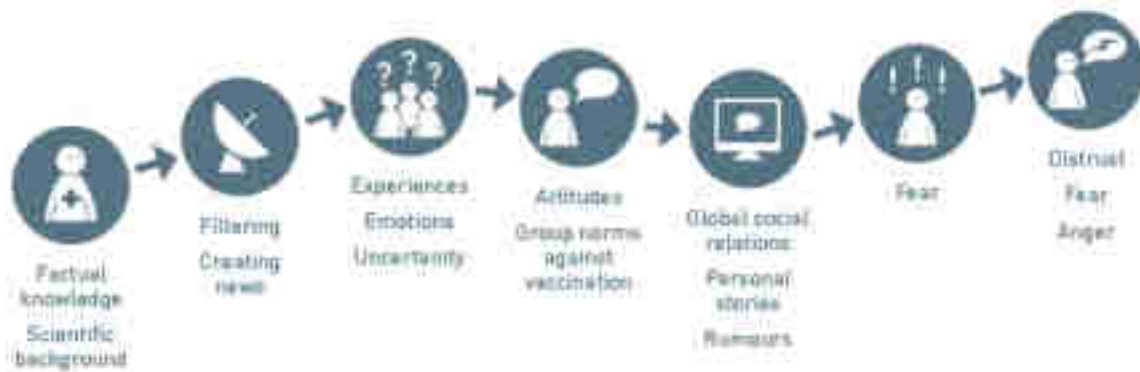 Factual
knowledge
Scientific
background
Filtering
Creating
news
? ? ?
Experiences
Emotions
Uncertainty
Attitudes
Group norms
against
vaccination
Global social
relations
Personal
stories
Rumours
! ! !
Fear
Distrust
Fear
Anger